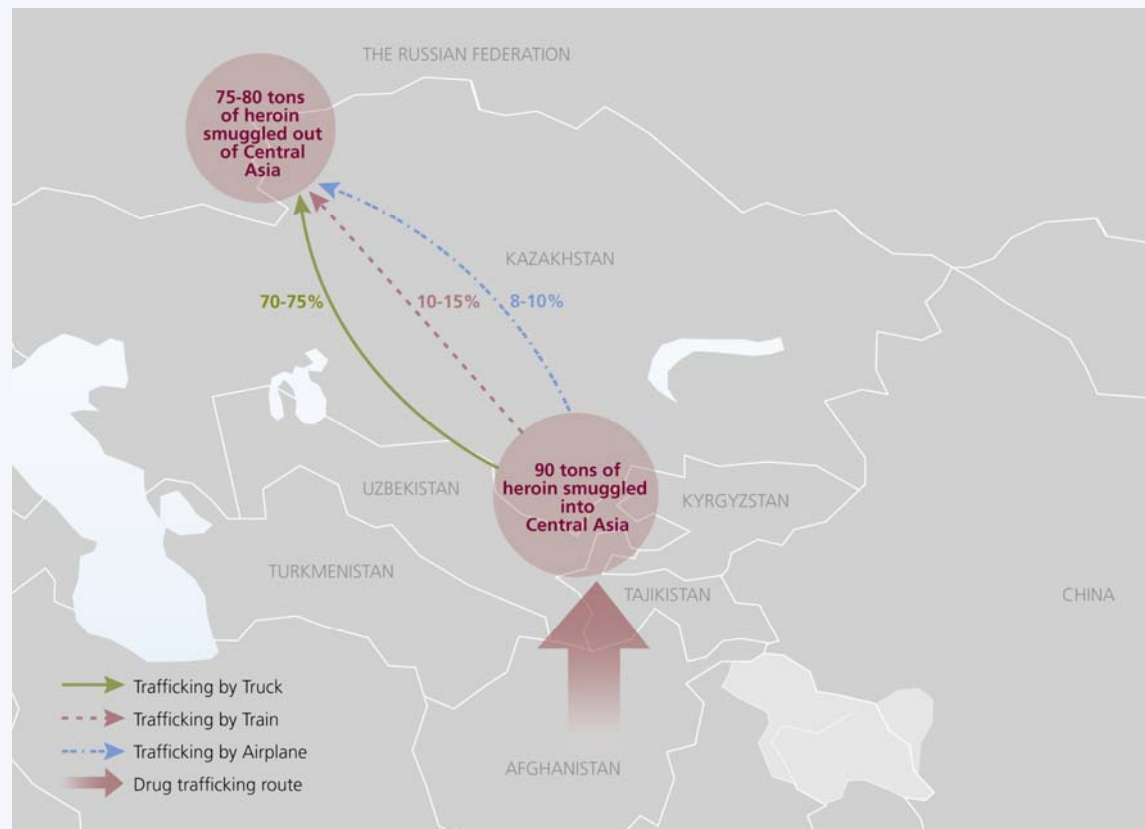 THE RUSSIAN FEDERATION
75-80 tons
of heroin
smuggled out
of Central
Asia
KAZAKHSTAN
70-75%
10-15%
8-10%
90 tons of
heroin smuggled
into
Central Asia
UZBEKISTAN
KYRGYZSTAN
TURKMENISTAN
TAJIKISTAN
CHINA
Trafficking by Truck
Trafficking by Train
Trafficking by Airplane
Drug trafficking route
AFGHANISTAN